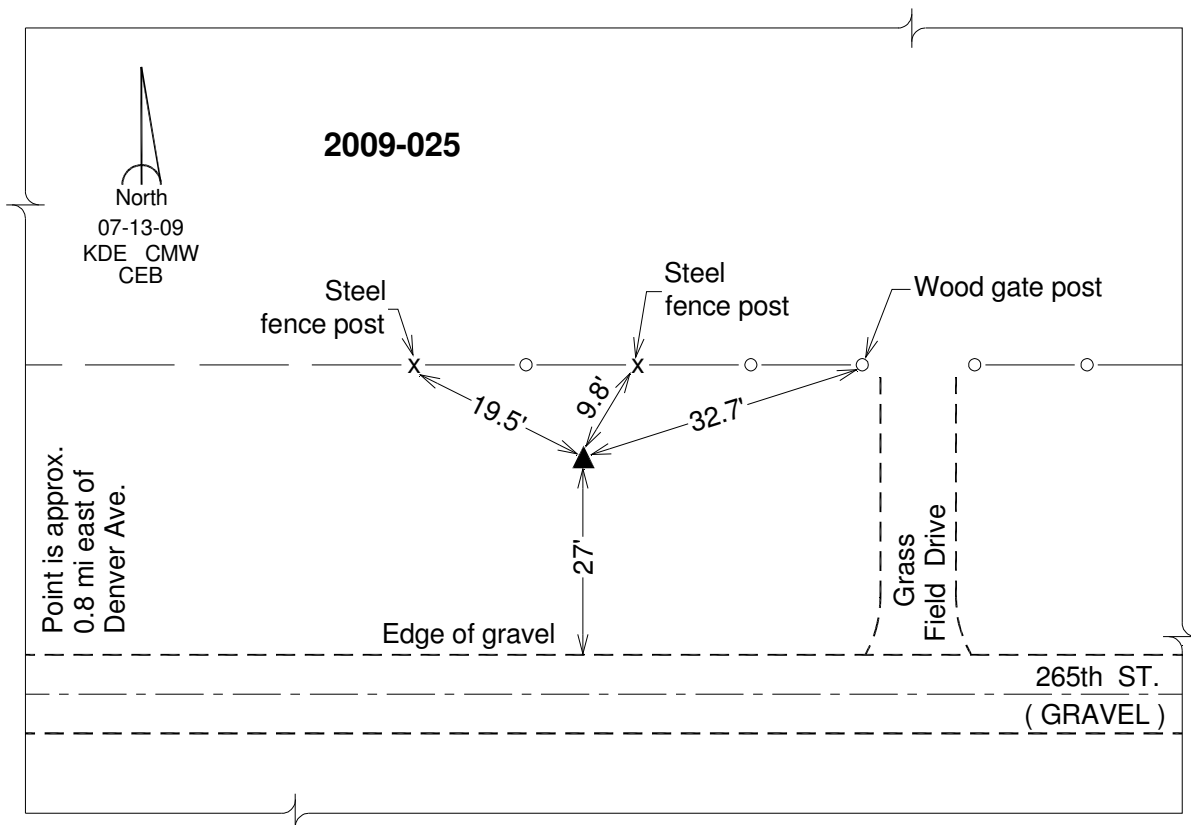 2009-025
North
07-13-09
KDE CMW
CEB
Steel
fence post
Steel
fence post
Wood gate post
x
x
19.5'
9.8'
32.7'
27'
Point is approx.
0.8 mi east of
Denver Ave.
Grass
Field Drive
Edge of gravel
265th ST.
( GRAVEL )